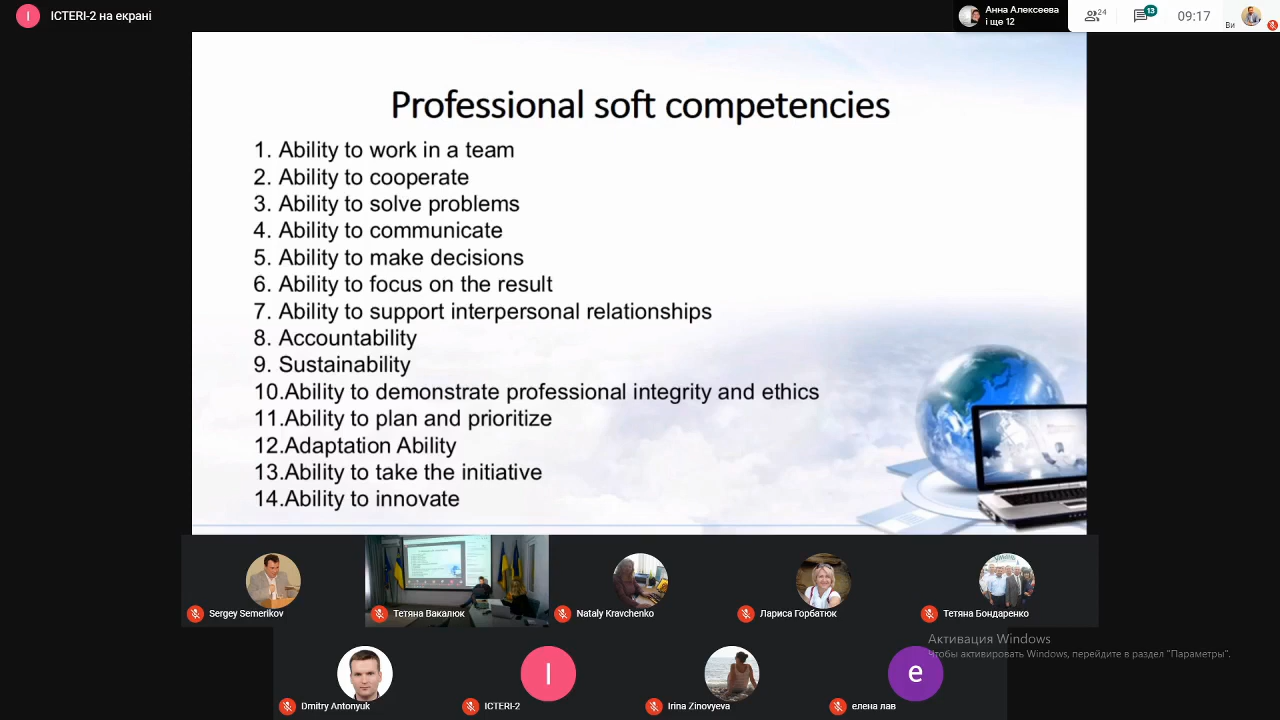 I
ICTERI-2 на екрані
Анна Алексеева
і ще 12
24
13
09:17
Ви
Professional soft competencies
1. Ability to work in a team
2. Ability to cooperate
3. Ability to solve problems
4. Ability to communicate
5. Ability to make decisions
6. Ability to focus on the result
7. Ability to support interpersonal relationships
8. Accountability
9. Sustainability
10.Ability to demonstrate professional integrity and ethics
11.Ability to plan and prioritize
12.Adaptation Ability
13.Ability to take the initiative
14.Ability to innovate
Sergey Semerikov
Тетяна Вакалюк
Nataly Kravchenko
Лариса Горбатюк
Тетяна Бондаренко
Активация Windows
Чтобы активировать Windows, перейдите в раздел "Параметры".
I
e
Dmitry Antonyuk
ICTERI-2
Irina Zinovyeva
елена лав